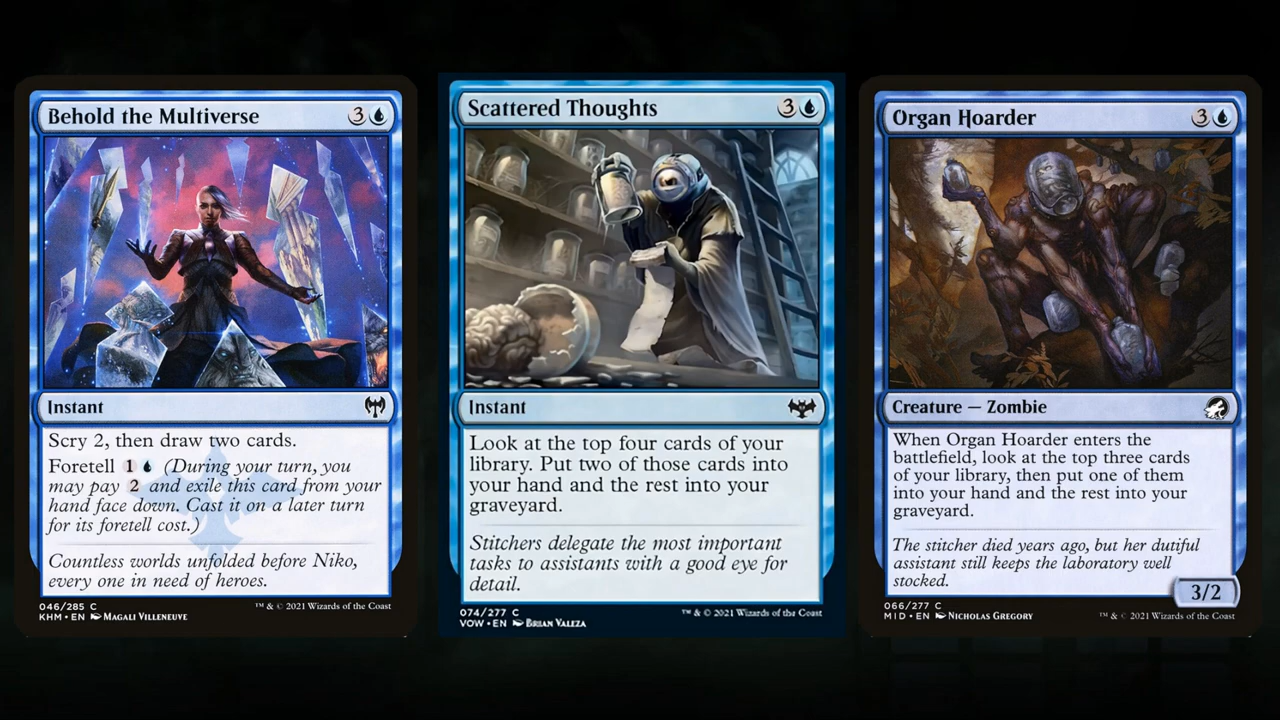 Behold the Multiverse 3
Instant
Scry 2, then draw two cards.
Foretell 1 (During your turn, you
may pay 2 and exile this card from your
hand face down. Cast it on a later turn
for its foretell cost.)
Countless worlds unfolded before Niko,
every one in need of heroes.
046/285 C
KHM • EN MAGALI VILLENEUVE
™ & © 2021 Wizards of the Coast
Scattered Thoughts 3
Instant
Look at the top four cards of your
library. Put two of those cards into
your hand and the rest into your
graveyard.
Stitchers delegate the most important
tasks to assistants with a good eye for
detail.
074/277 C
VOW • EN BRIAN VALEZA
™ & © 2021 Wizards of the Coast
Organ Hoarder 3
Creature — Zombie
When Organ Hoarder enters the
battlefield, look at the top three cards
of your library, then put one of them
into your hand and the rest into your
graveyard.
The stitcher died years ago, but her dutiful
assistant still keeps the laboratory well
stocked.
3/2
066/277 C
MID • EN NICHOLAS GREGORY
™ & © 2021 Wizards of the Coast